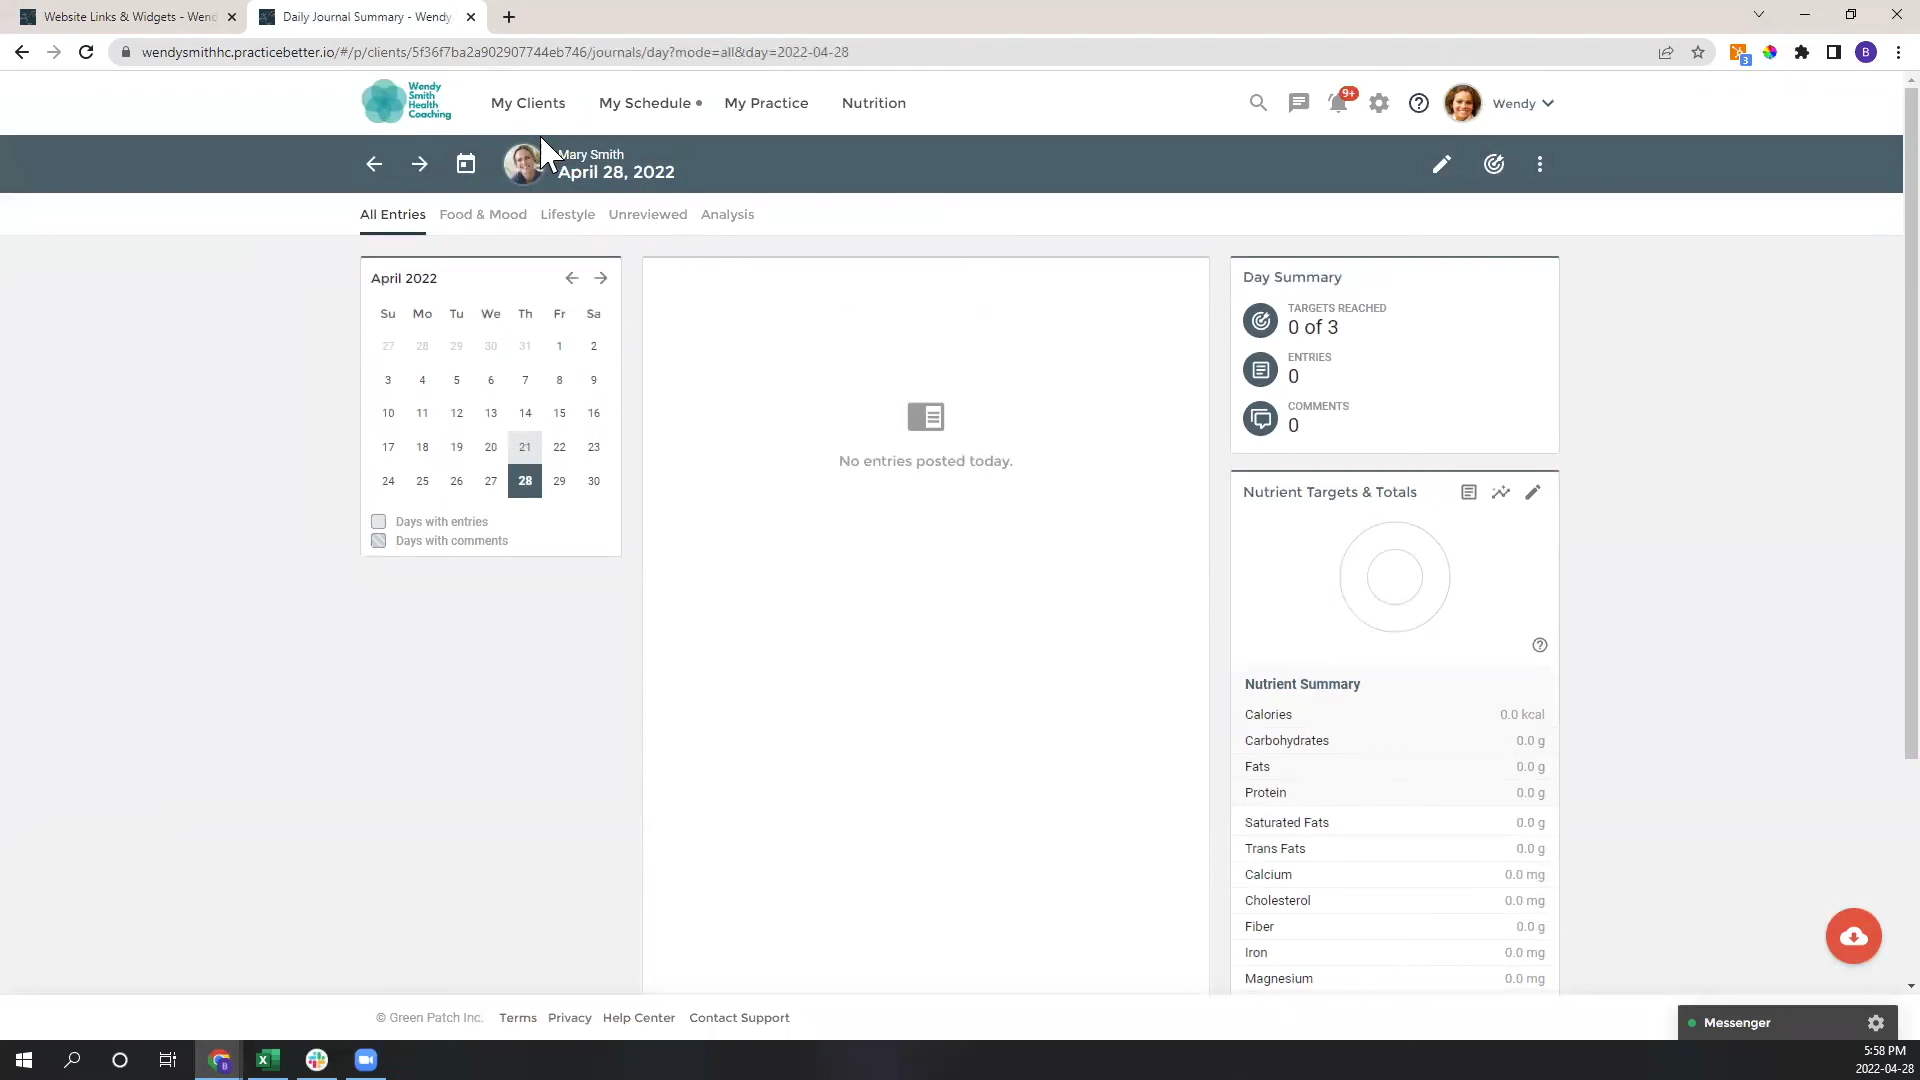 Website Links & Widgets - Wend
Daily Journal Summary - Wendy
wendysmithhc.practicebetter.io/#/p/clients/5f36f7ba2a902907744eb746/journals/day?mode=all&day=2022-04-28
3
B
Wendy
Smith
Health
Coaching
My Clients
My Schedule
My Practice
Nutrition
9+
Wendy
Mary Smith
April 28, 2022
All Entries
Food & Mood
Lifestyle
Unreviewed
Analysis
April 2022
Su Mo Tu We Th Fr Sa
27 28 29 30 31 1 2
3 4 5 6 7 8 9
10 11 12 13 14 15 16
17 18 19 20 21 22 23
24 25 26 27 28 29 30
Days with entries
Days with comments
No entries posted today.
Day Summary
TARGETS REACHED
0 of 3
ENTRIES
0
COMMENTS
0
Nutrient Targets & Totals
Nutrient Summary
Calories 0.0 kcal
Carbohydrates 0.0 g
Fats 0.0 g
Protein 0.0 g
Saturated Fats 0.0 g
Trans Fats 0.0 g
Calcium 0.0 mg
Cholesterol 0.0 mg
Fiber 0.0 g
Iron 0.0 mg
Magnesium 0.0 mg
© Green Patch Inc. Terms Privacy Help Center Contact Support
Messenger
5:58 PM
2022-04-28